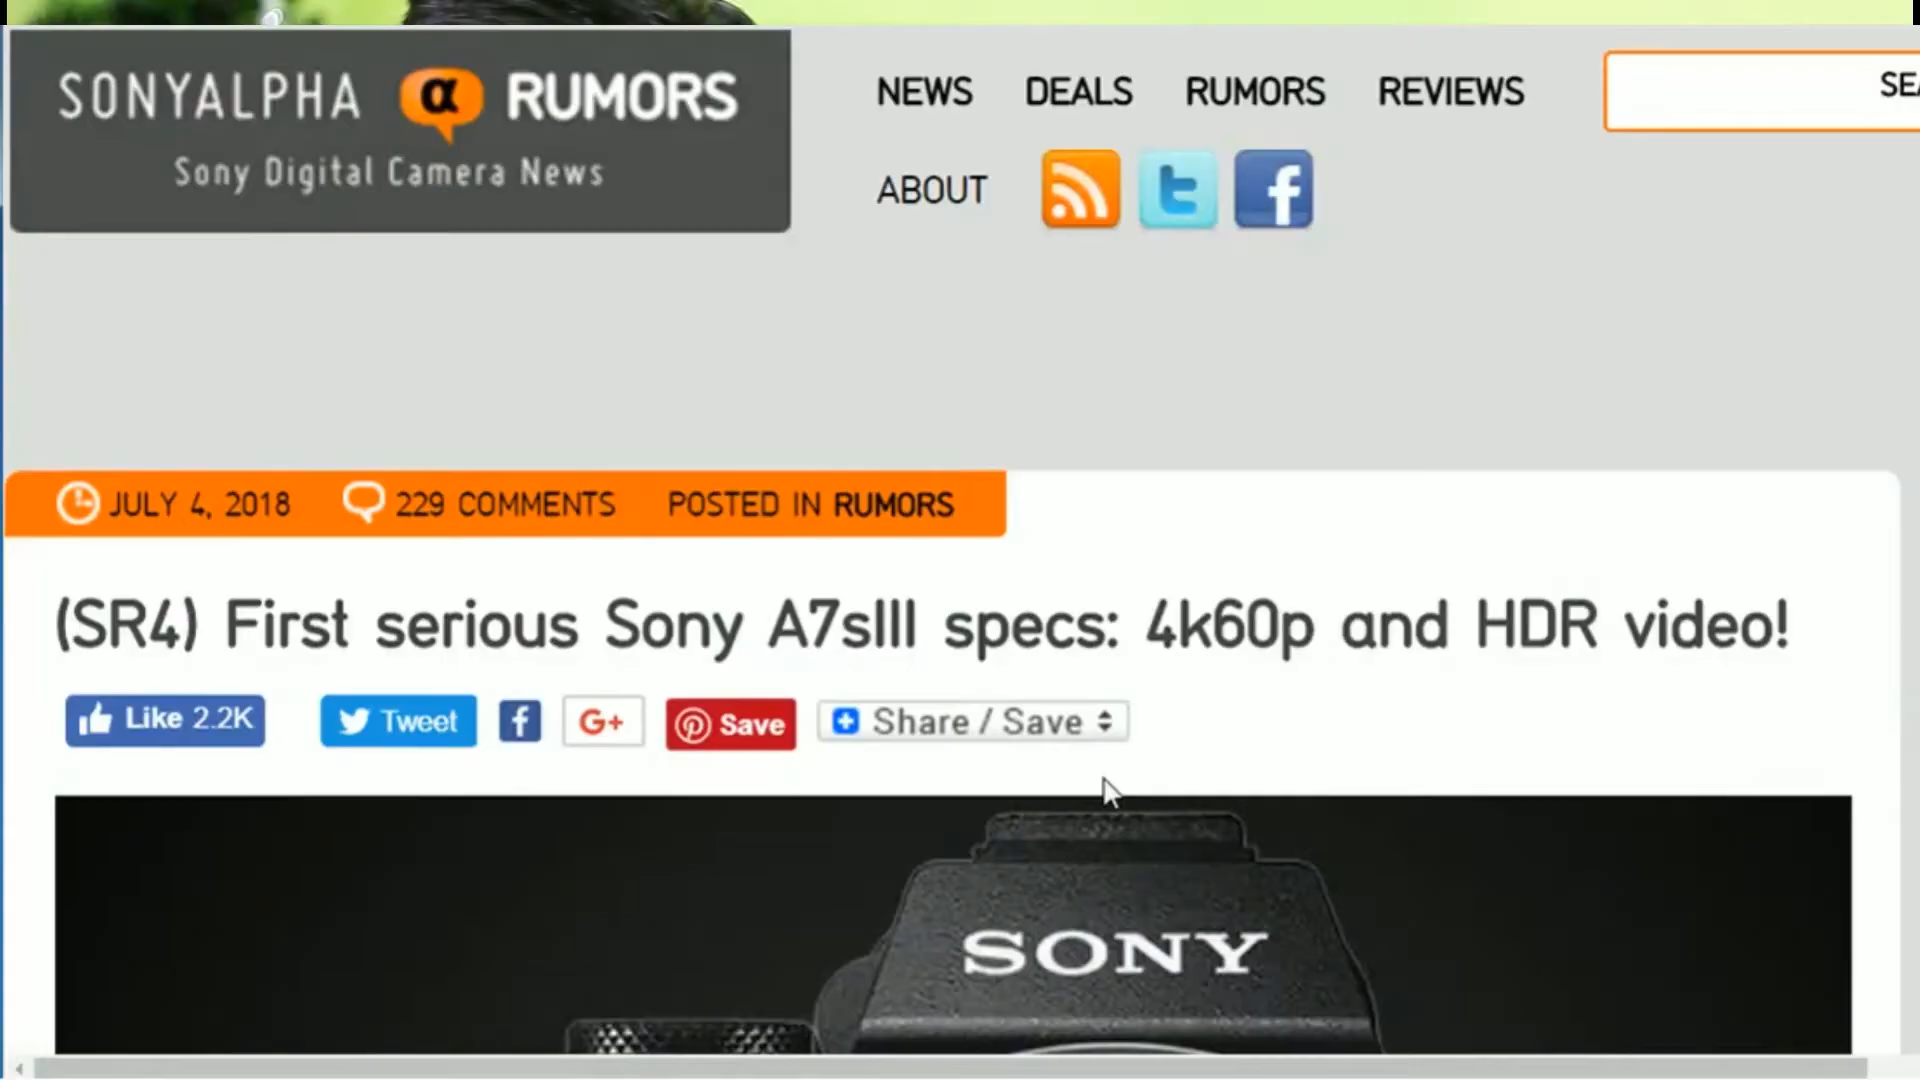 SONYALPHA α RUMORS
Sony Digital Camera News
NEWS DEALS RUMORS REVIEWS
ABOUT
JULY 4, 2018 229 COMMENTS POSTED IN RUMORS
(SR4) First serious Sony A7sIII specs: 4k60p and HDR video!
Like 2.2K Tweet f G+ Save Share / Save
SONY